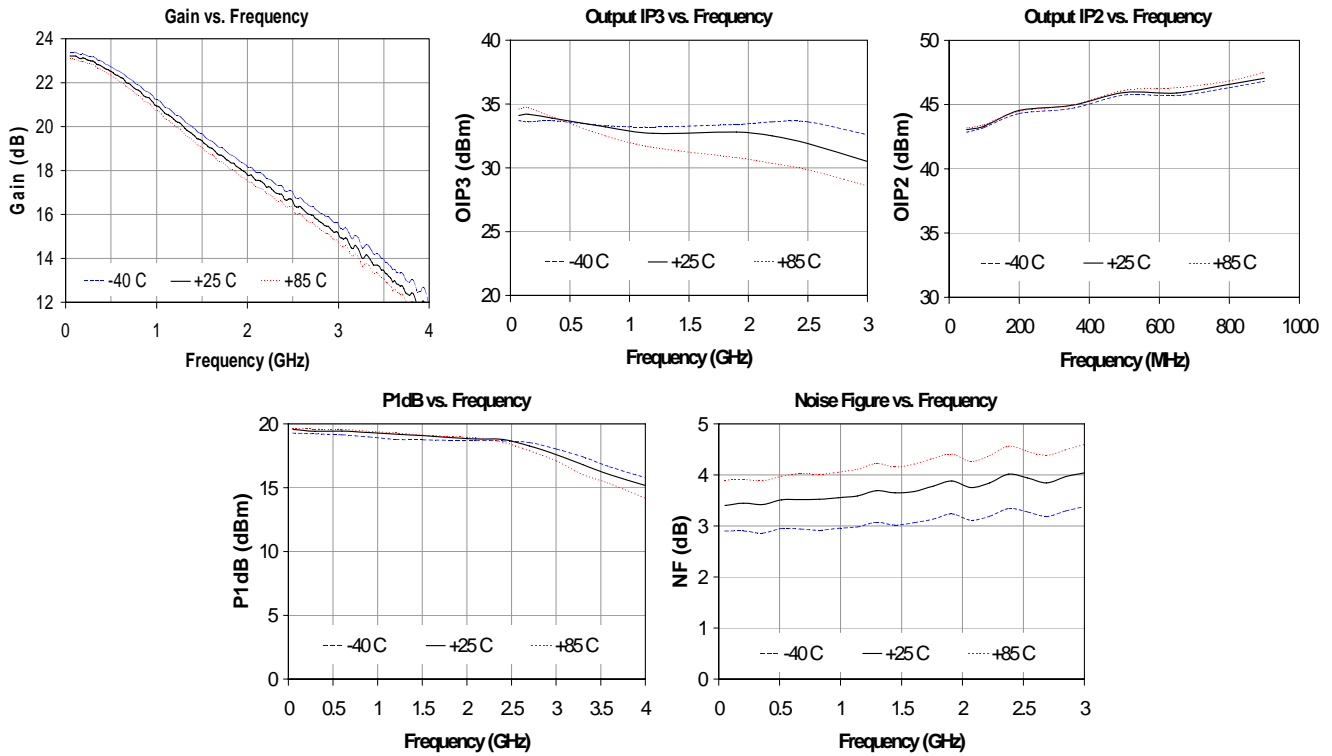 Gain vs. Frequency
24
22
20
18
16
14
12
Gain (dB)
-40 C +25 C +85 C
0 1 2 3 4
Frequency (GHz)
Output IP3 vs. Frequency
40
35
30
25
20
OIP3 (dBm)
-40 C +25 C +85 C
0 0.5 1 1.5 2 2.5 3
Frequency (GHz)
Output IP2 vs. Frequency
50
45
40
35
30
OIP2 (dBm)
-40 C +25 C +85 C
0 200 400 600 800 1000
Frequency (MHz)
P1dB vs. Frequency
20
15
10
5
0
P1dB (dBm)
-40 C +25 C +85 C
0 0.5 1 1.5 2 2.5 3 3.5 4
Frequency (GHz)
Noise Figure vs. Frequency
5
4
3
2
1
0
NF (dB)
-40 C +25 C +85 C
0 0.5 1 1.5 2 2.5 3
Frequency (GHz)